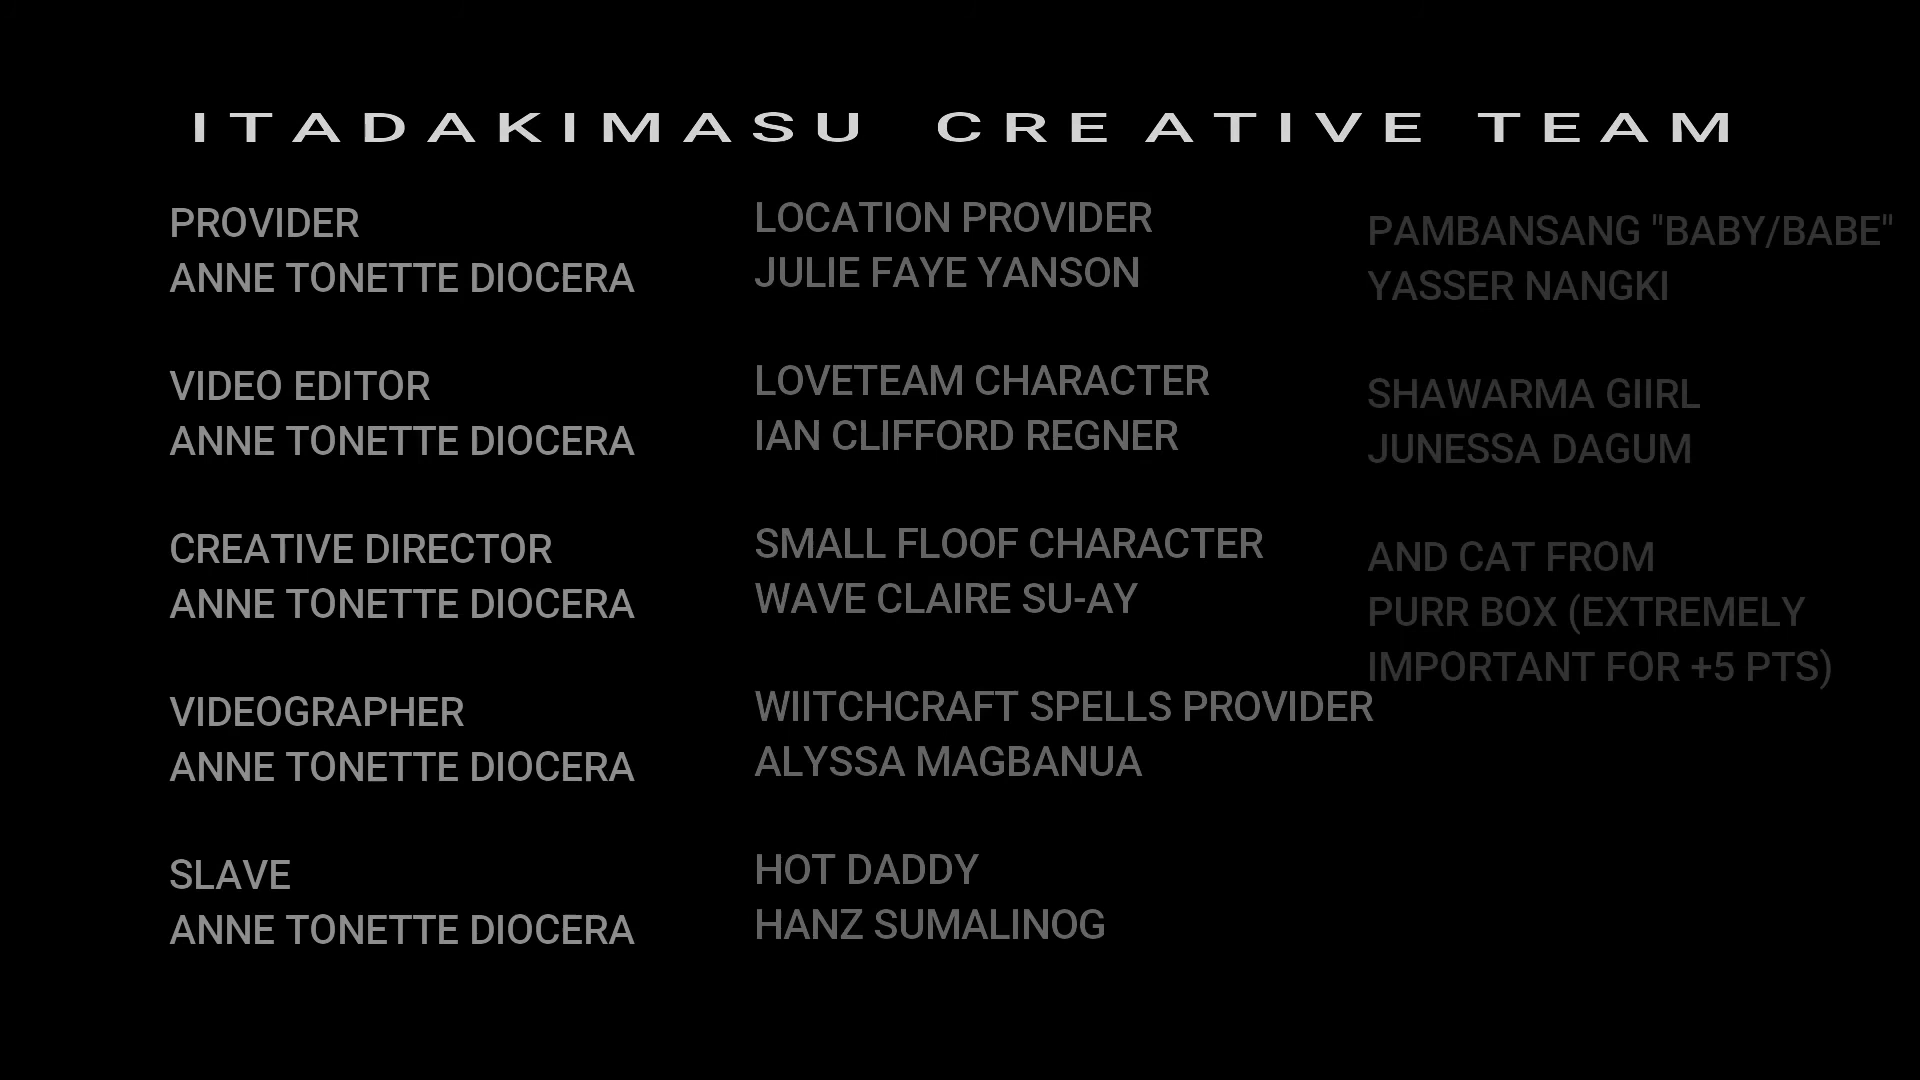 ITADAKIMASU CREATIVE TEAM
PROVIDER
ANNE TONETTE DIOCERA
VIDEO EDITOR
ANNE TONETTE DIOCERA
CREATIVE DIRECTOR
ANNE TONETTE DIOCERA
VIDEOGRAPHER
ANNE TONETTE DIOCERA
SLAVE
ANNE TONETTE DIOCERA
LOCATION PROVIDER
JULIE FAYE YANSON
LOVETEAM CHARACTER
IAN CLIFFORD REGNER
SMALL FLOOF CHARACTER
WAVE CLAIRE SU-AY
WIITCHCRAFT SPELLS PROVIDER
ALYSSA MAGBANUA
HOT DADDY
HANZ SUMALINOG
PAMBANSANG "BABY/BABE"
YASSER NANGKI
SHAWARMA GIIRL
JUNESSA DAGUM
AND CAT FROM
PURR BOX (EXTREMELY
IMPORTANT FOR +5 PTS)